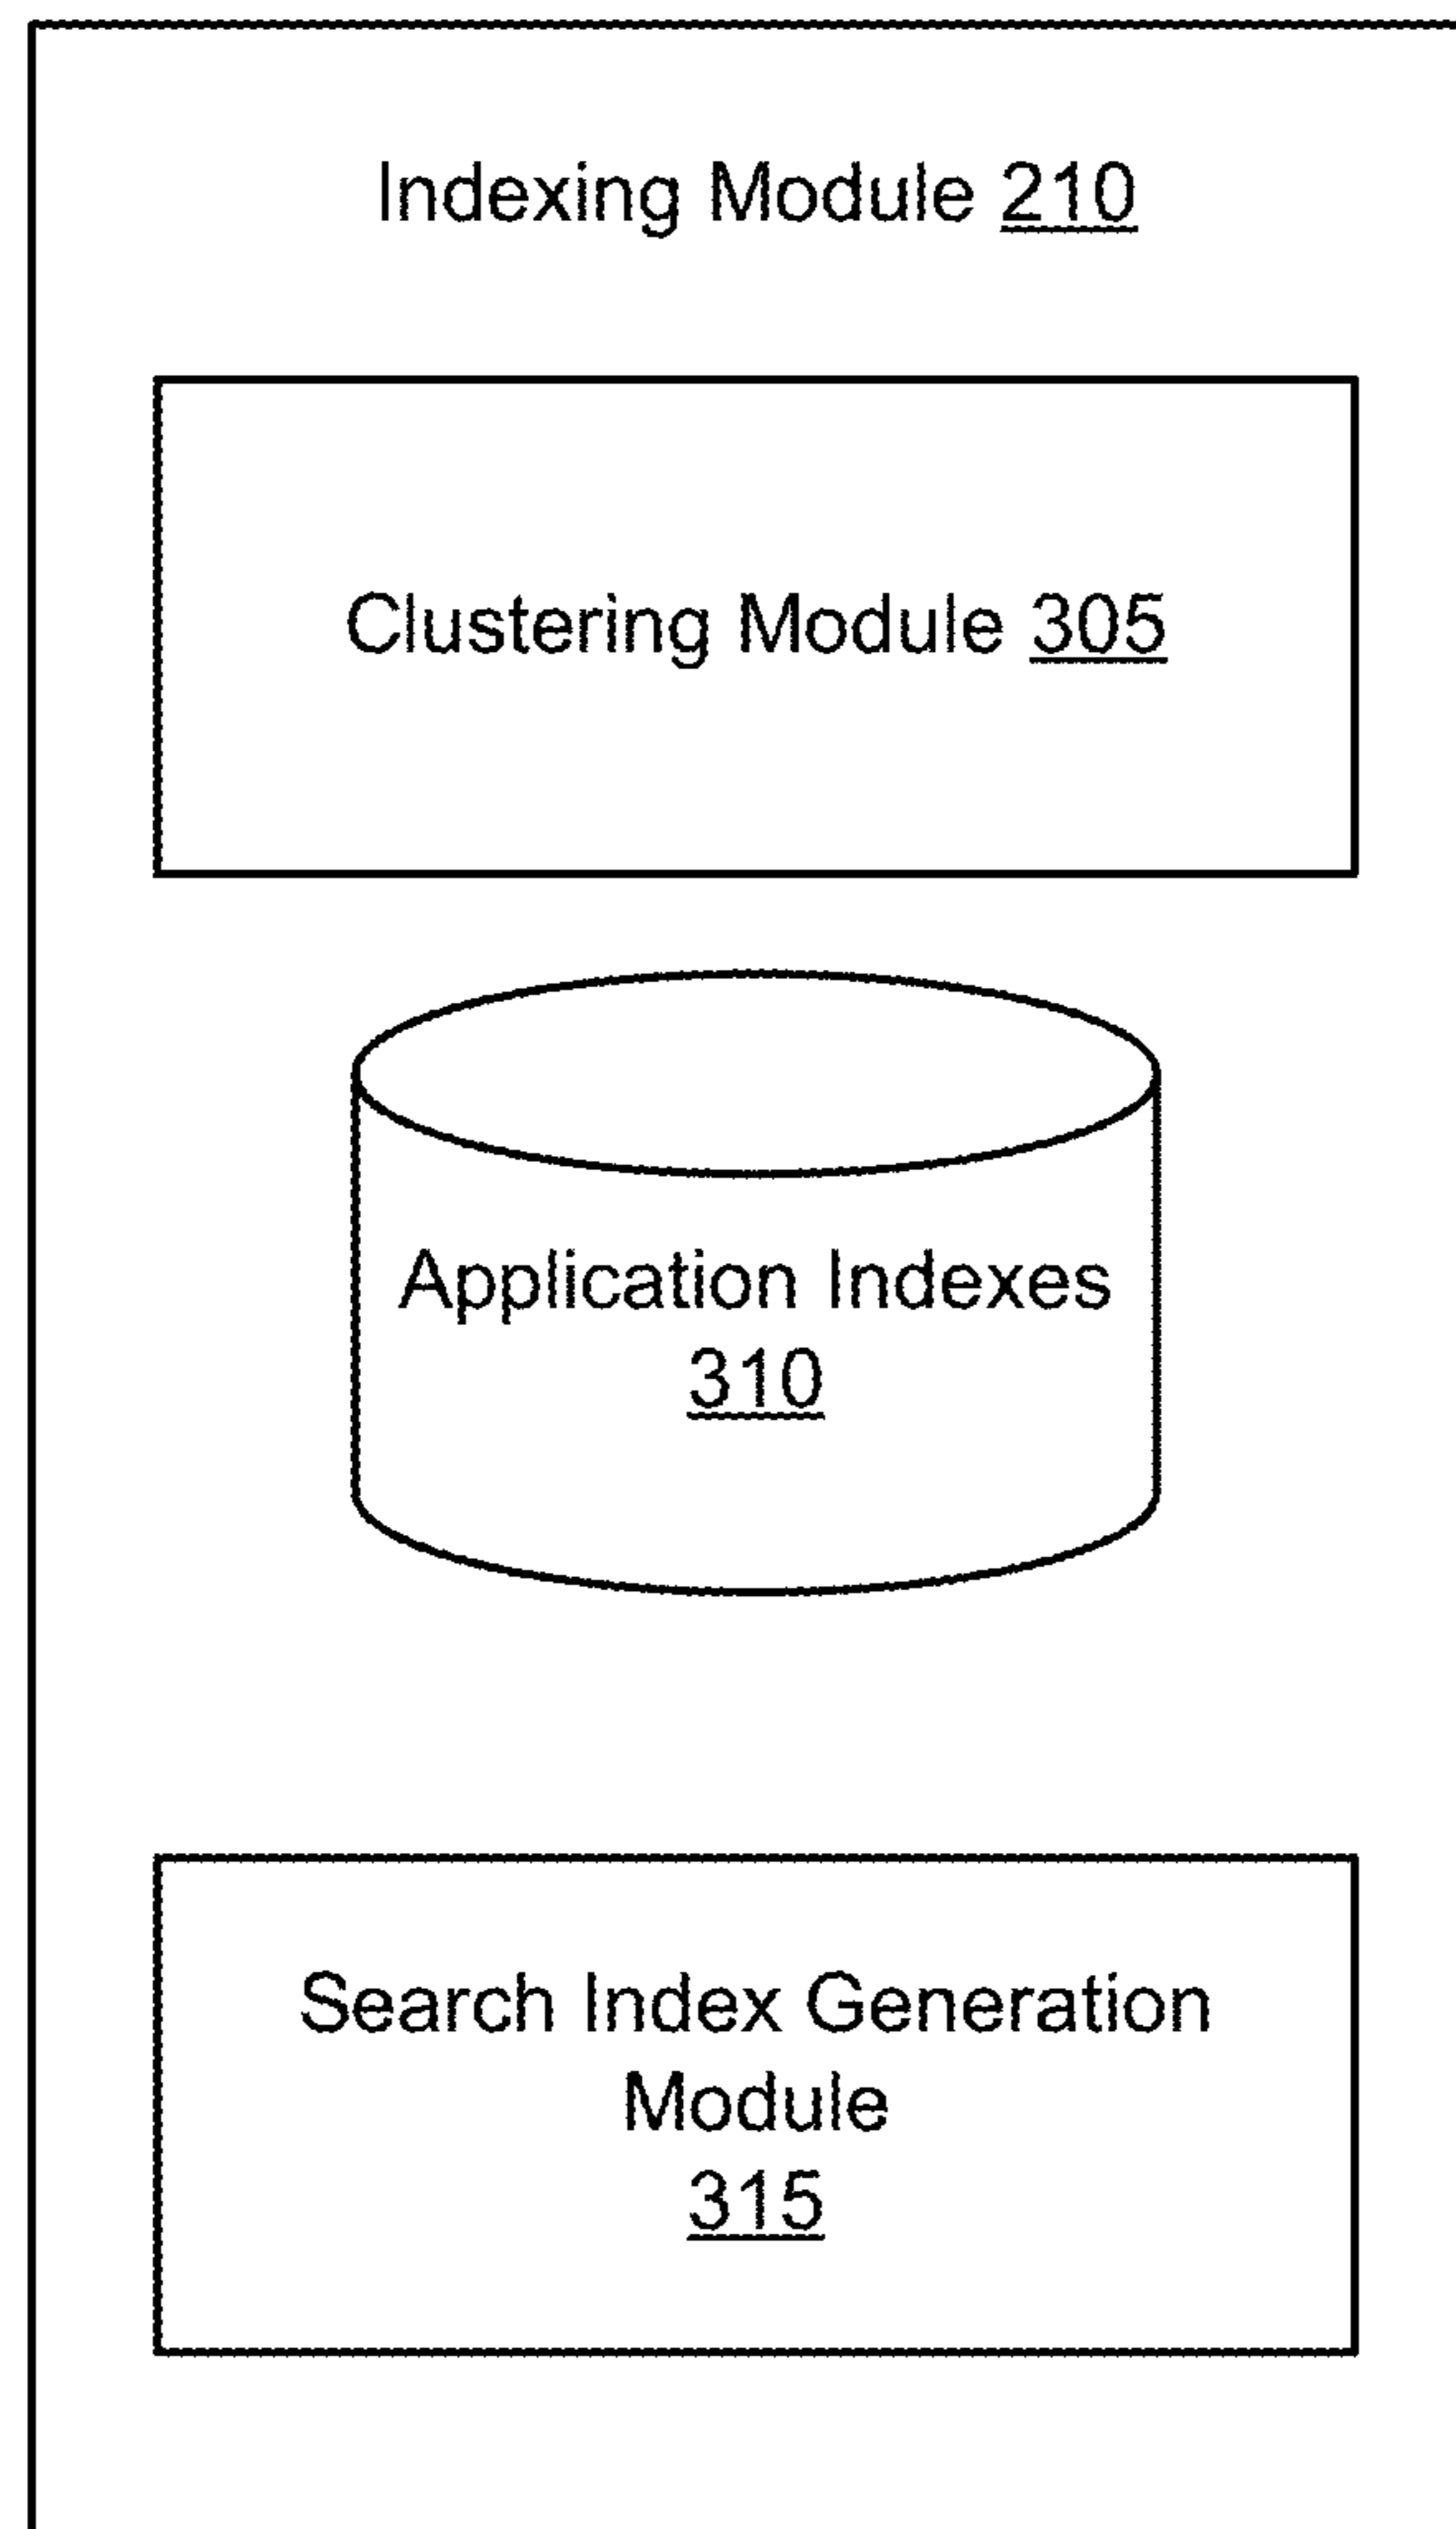 Indexing Module 210
Clustering Module 305
Application Indexes
310
Search Index Generation
Module
315